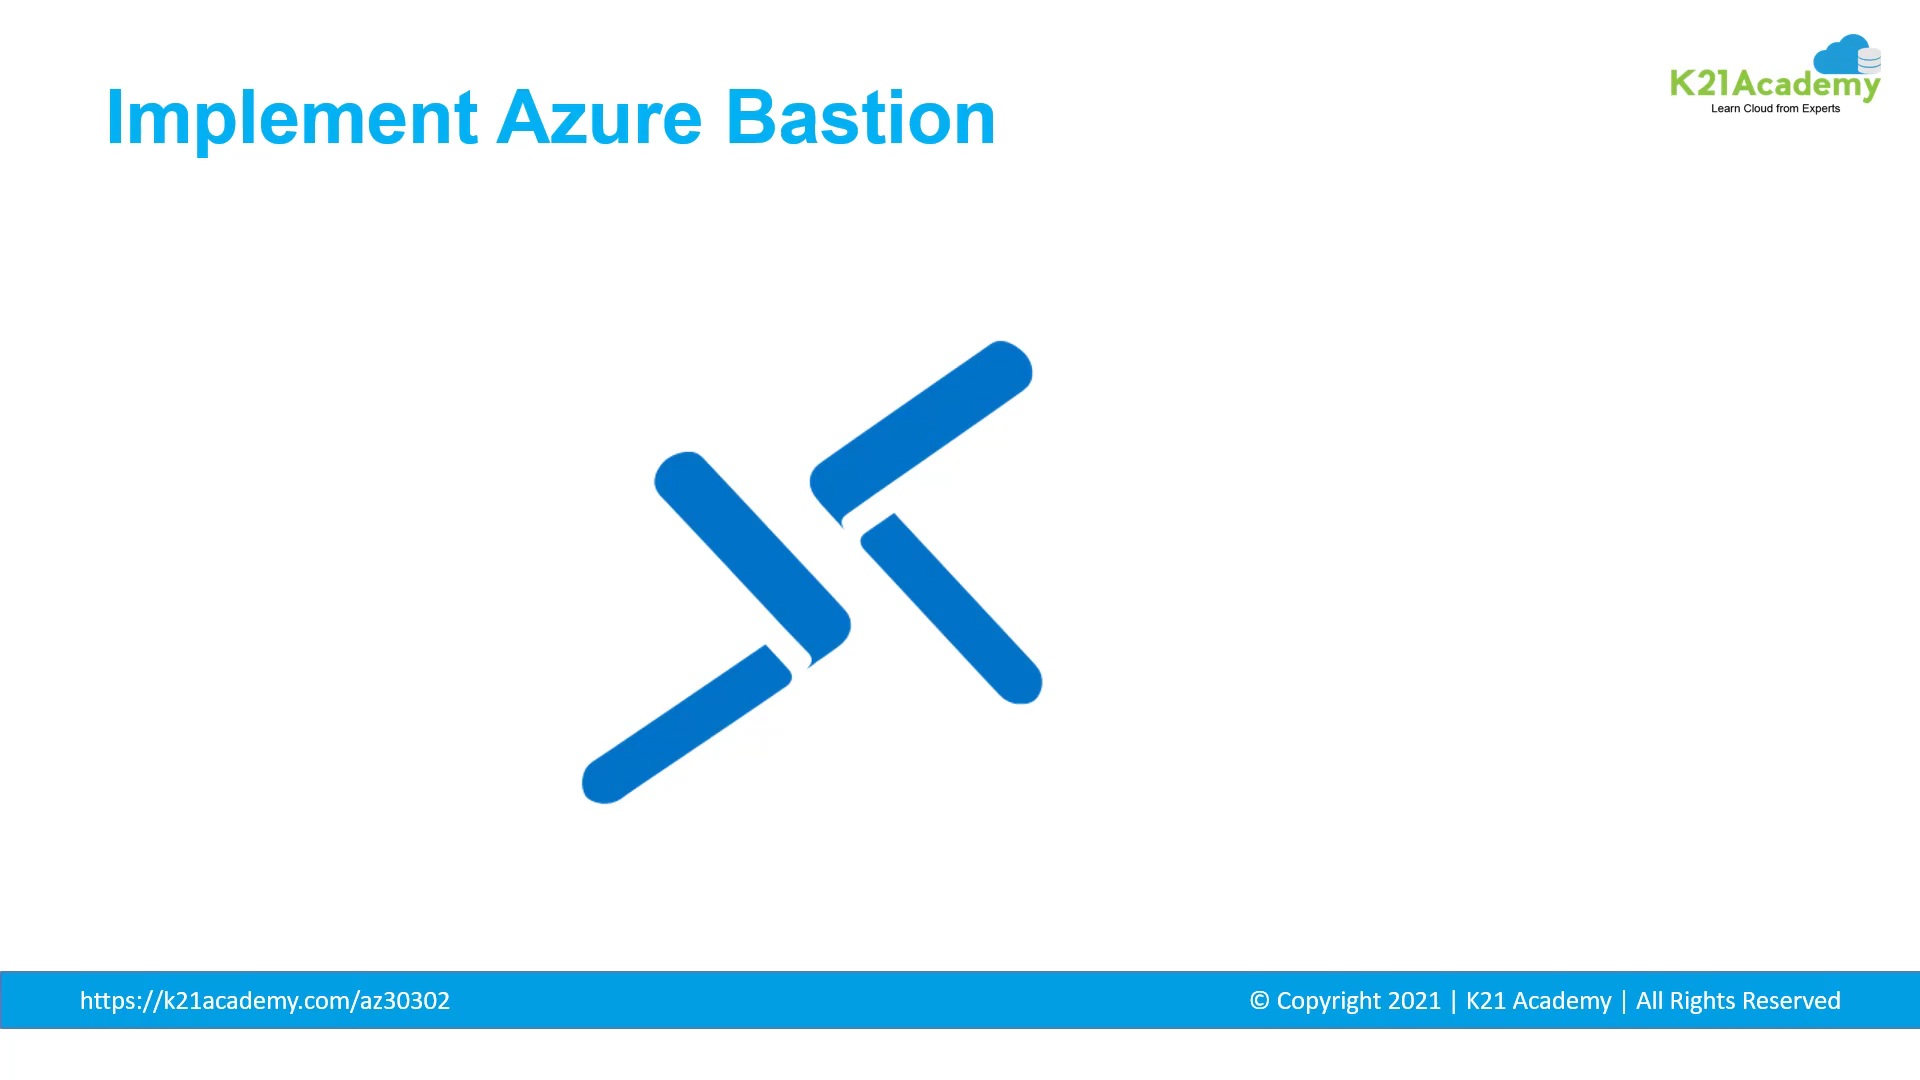 Implement Azure Bastion
K21Academy
Learn Cloud from Experts
https://k21academy.com/az30302
© Copyright 2021 | K21 Academy | All Rights Reserved